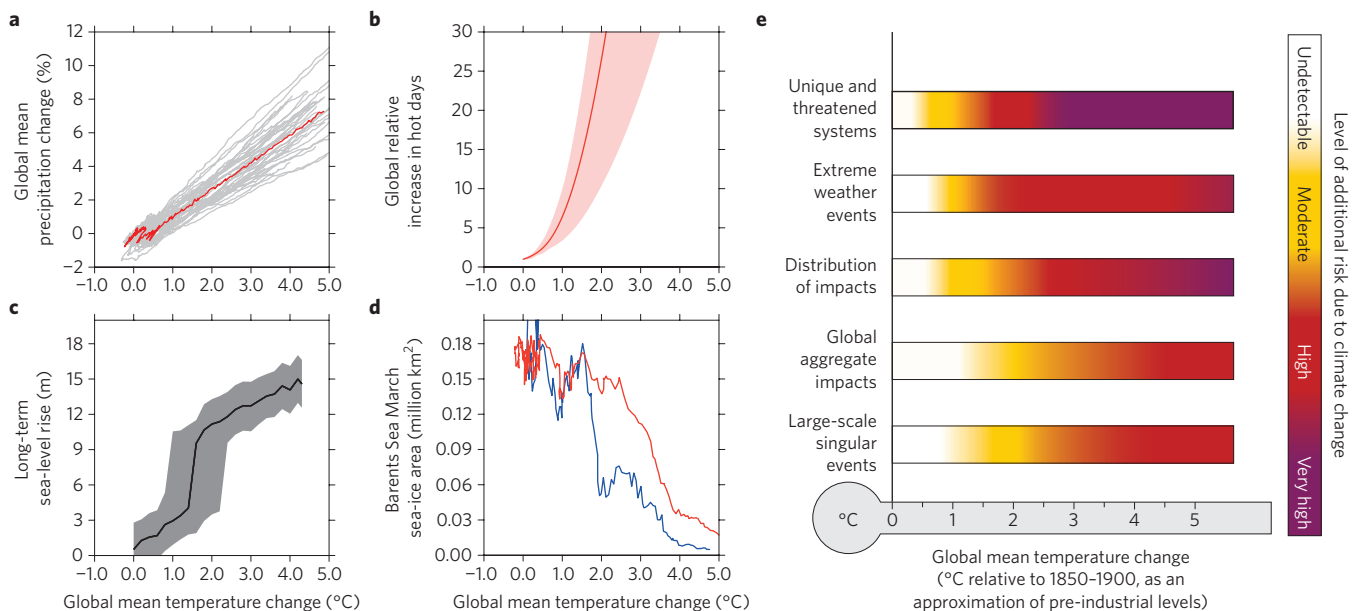 a
Global mean
precipitation change (%)
12
10
8
6
4
2
0
−2
−1.0 0.0 1.0 2.0 3.0 4.0 5.0
b
Global relative
increase in hot days
30
25
20
15
10
5
0
−1.0 0.0 1.0 2.0 3.0 4.0 5.0
c
Long-term
sea-level rise (m)
18
15
12
9
6
3
0
−1.0 0.0 1.0 2.0 3.0 4.0 5.0
Global mean temperature change (°C)
d
Barents Sea March
sea-ice area (million km²)
0.18
0.15
0.12
0.09
0.06
0.03
0.00
−1.0 0.0 1.0 2.0 3.0 4.0 5.0
Global mean temperature change (°C)
e
Unique and
threatened
systems
Extreme
weather
events
Distribution
of impacts
Global
aggregate
impacts
Large-scale
singular
events
°C
0 1 2 3 4 5
Global mean temperature change
(°C relative to 1850–1900, as an
approximation of pre-industrial levels)
Undetectable
Moderate
High
Very high
Level of additional risk due to climate change